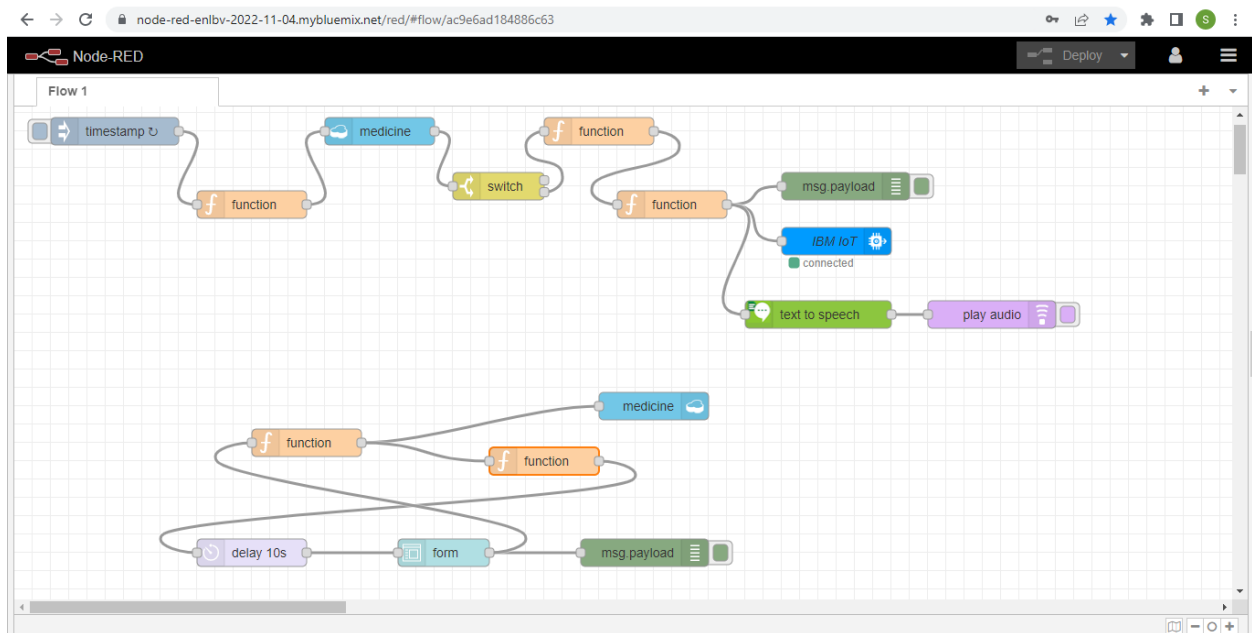 node-red-enlbv-2022-11-04.mybluemix.net/red/#flow/ac9e6ad184886c63
S
Node-RED
Deploy
Flow 1
timestamp ↻
medicine
function
function
switch
function
msg.payload
IBM IoT
connected
text to speech
play audio
medicine
function
function
delay 10s
form
msg.payload